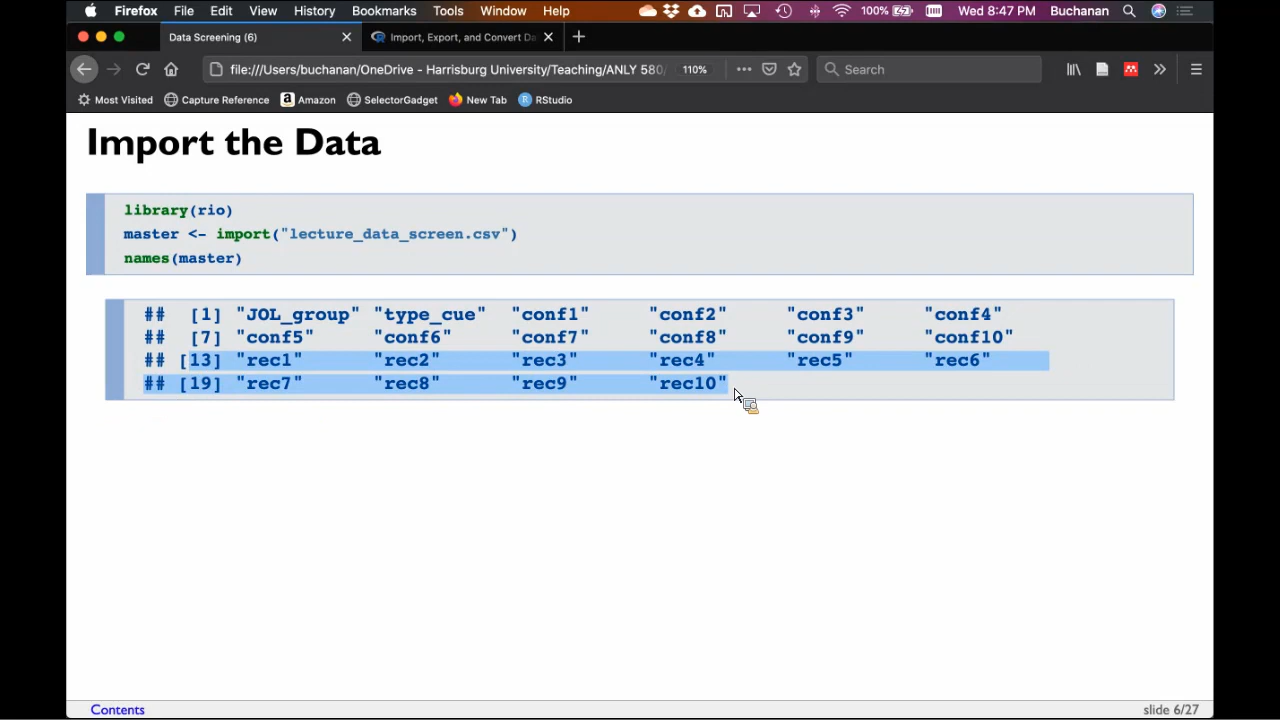 Firefox File Edit View History Bookmarks Tools Window Help 100% Wed 8:47 PM Buchanan
Data Screening (6) Import, Export, and Convert Da
file:///Users/buchanan/OneDrive - Harrisburg University/Teaching/ANLY 580/ 110% Search
Most Visited Capture Reference Amazon SelectorGadget New Tab RStudio
Import the Data
library(rio)
master <- import("lecture_data_screen.csv")
names(master)
## [1] "JOL_group" "type_cue" "conf1" "conf2" "conf3" "conf4"
## [7] "conf5" "conf6" "conf7" "conf8" "conf9" "conf10"
## [13] "rec1" "rec2" "rec3" "rec4" "rec5" "rec6"
## [19] "rec7" "rec8" "rec9" "rec10"
Contents slide 6/27